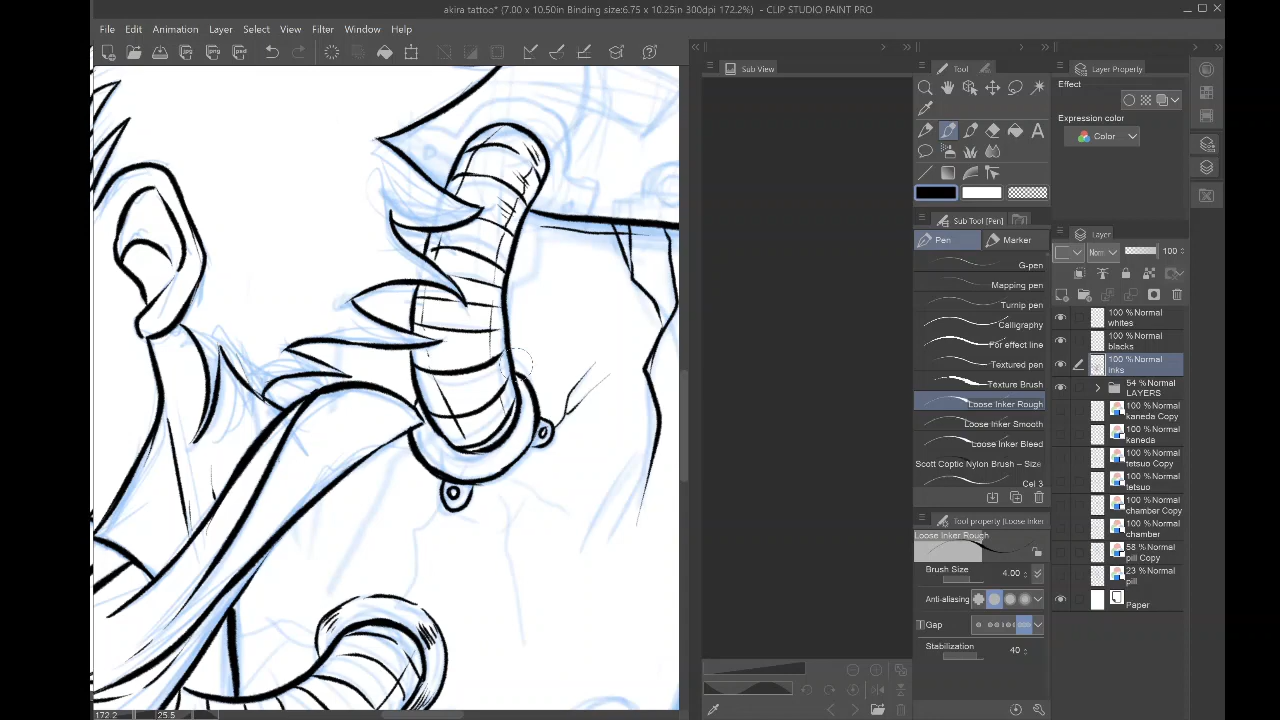 akira tattoo* (7.00 x 10.50in Binding size:6.75 x 10.25in 300dpi 172.2%) - CLIP STUDIO PAINT PRO
File Edit Animation Layer Select View Filter Window Help
Sub View
Tool
Layer Property
Effect
Expression color
Color
Sub Tool [Pen]
Pen
Marker
G-pen
Mapping pen
Turnip pen
Calligraphy
For effect line
Textured pen
Texture Brush
Loose Inker Rough
Loose Inker Smooth
Loose Inker Bleed
Scott Coptic Nylon Brush – Size
Cel 3
Tool property [Loose Inker
Loose Inker Rough
Brush Size 4.00
Anti-aliasing
Gap
Stabilization 40
Layer
Norm 100
100 %Normal
whites
100 %Normal
blacks
100 %Normal
inks
54 %Normal
LAYERS
100 %Normal
kaneda Copy
100 %Normal
kaneda
100 %Normal
tetsuo Copy
100 %Normal
tetsuo
100 %Normal
chamber Copy
100 %Normal
chamber
58 %Normal
pill Copy
23 %Normal
pill
Paper
172.2 25.5